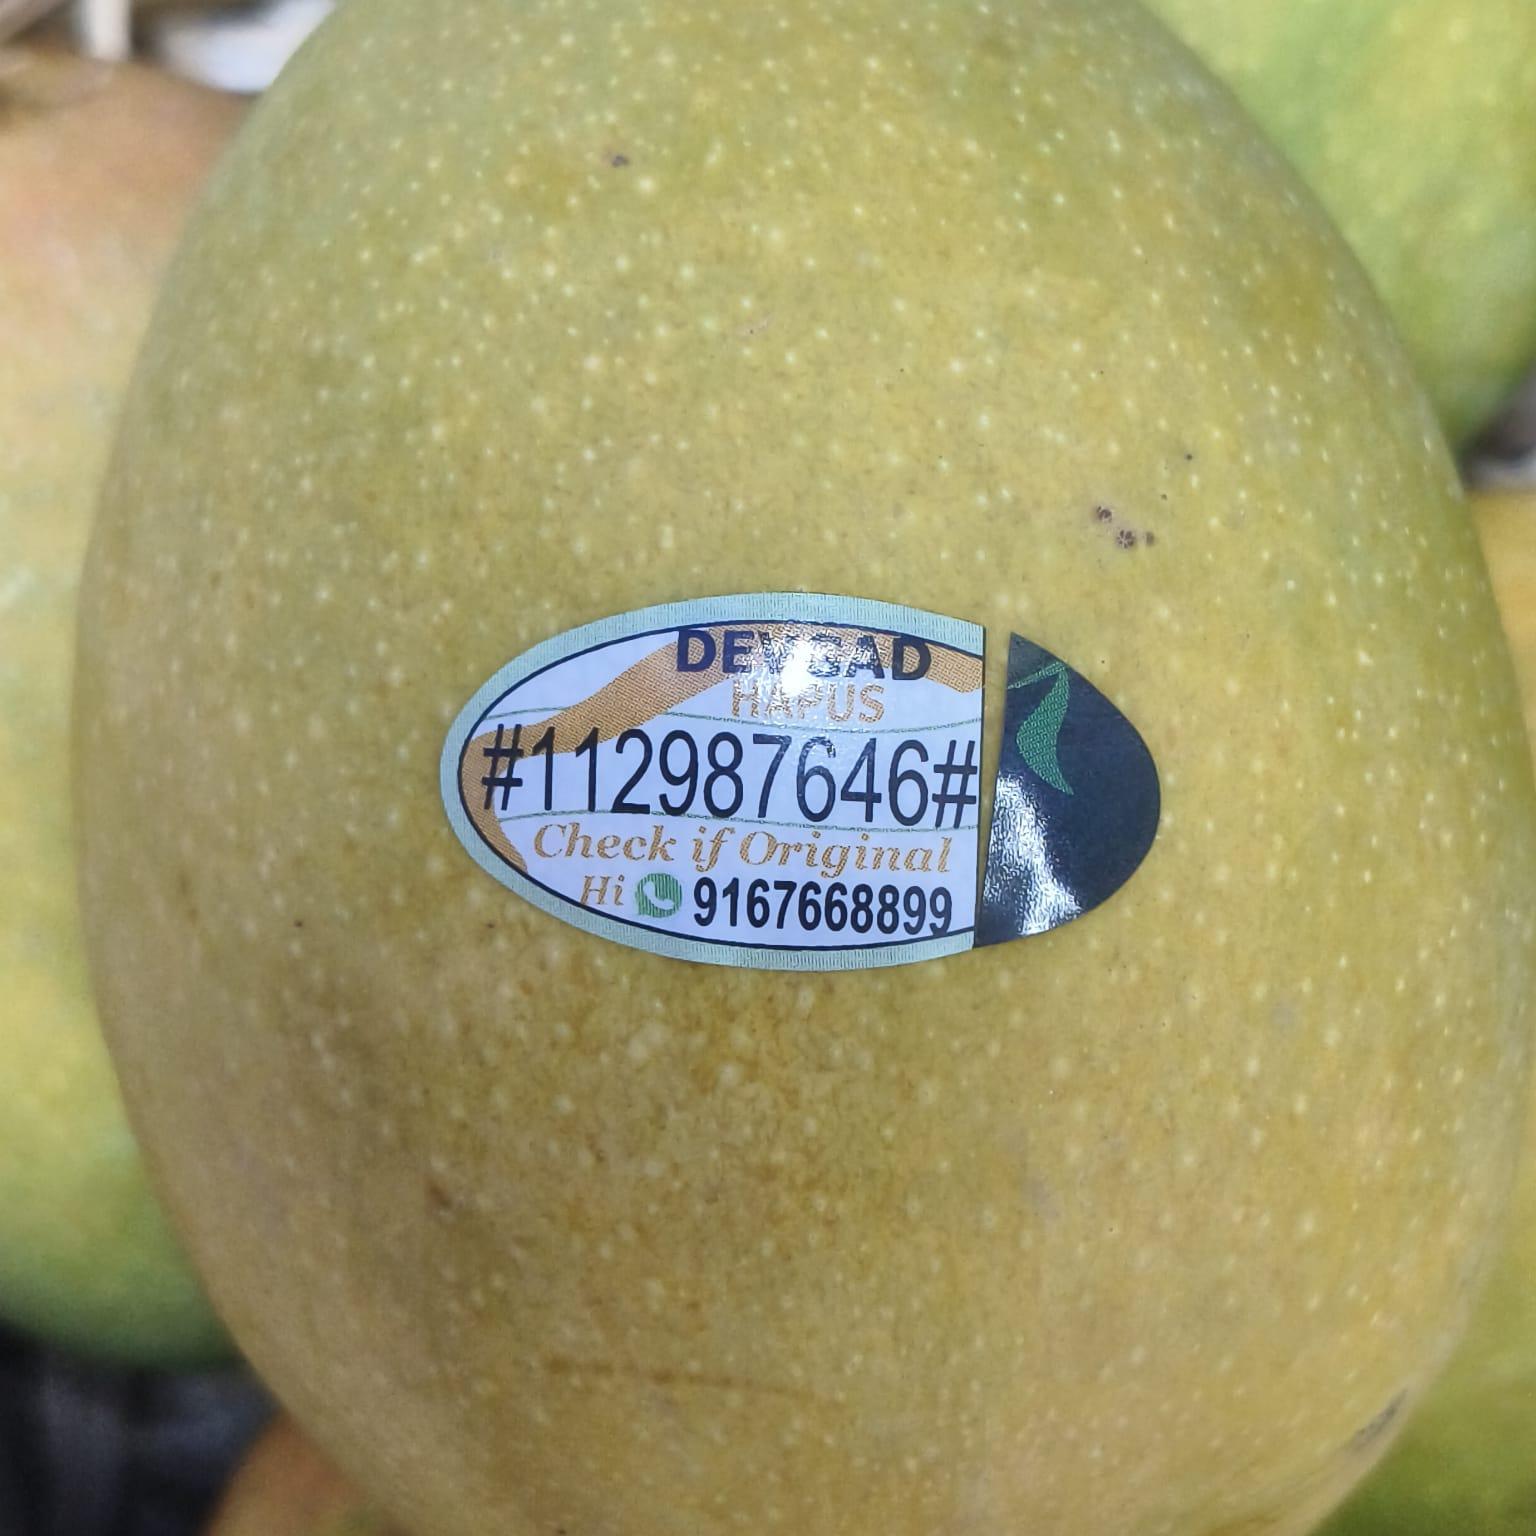 DEVGAD
HAPUS
#112987646#
Check if Original
Hi 9167668899